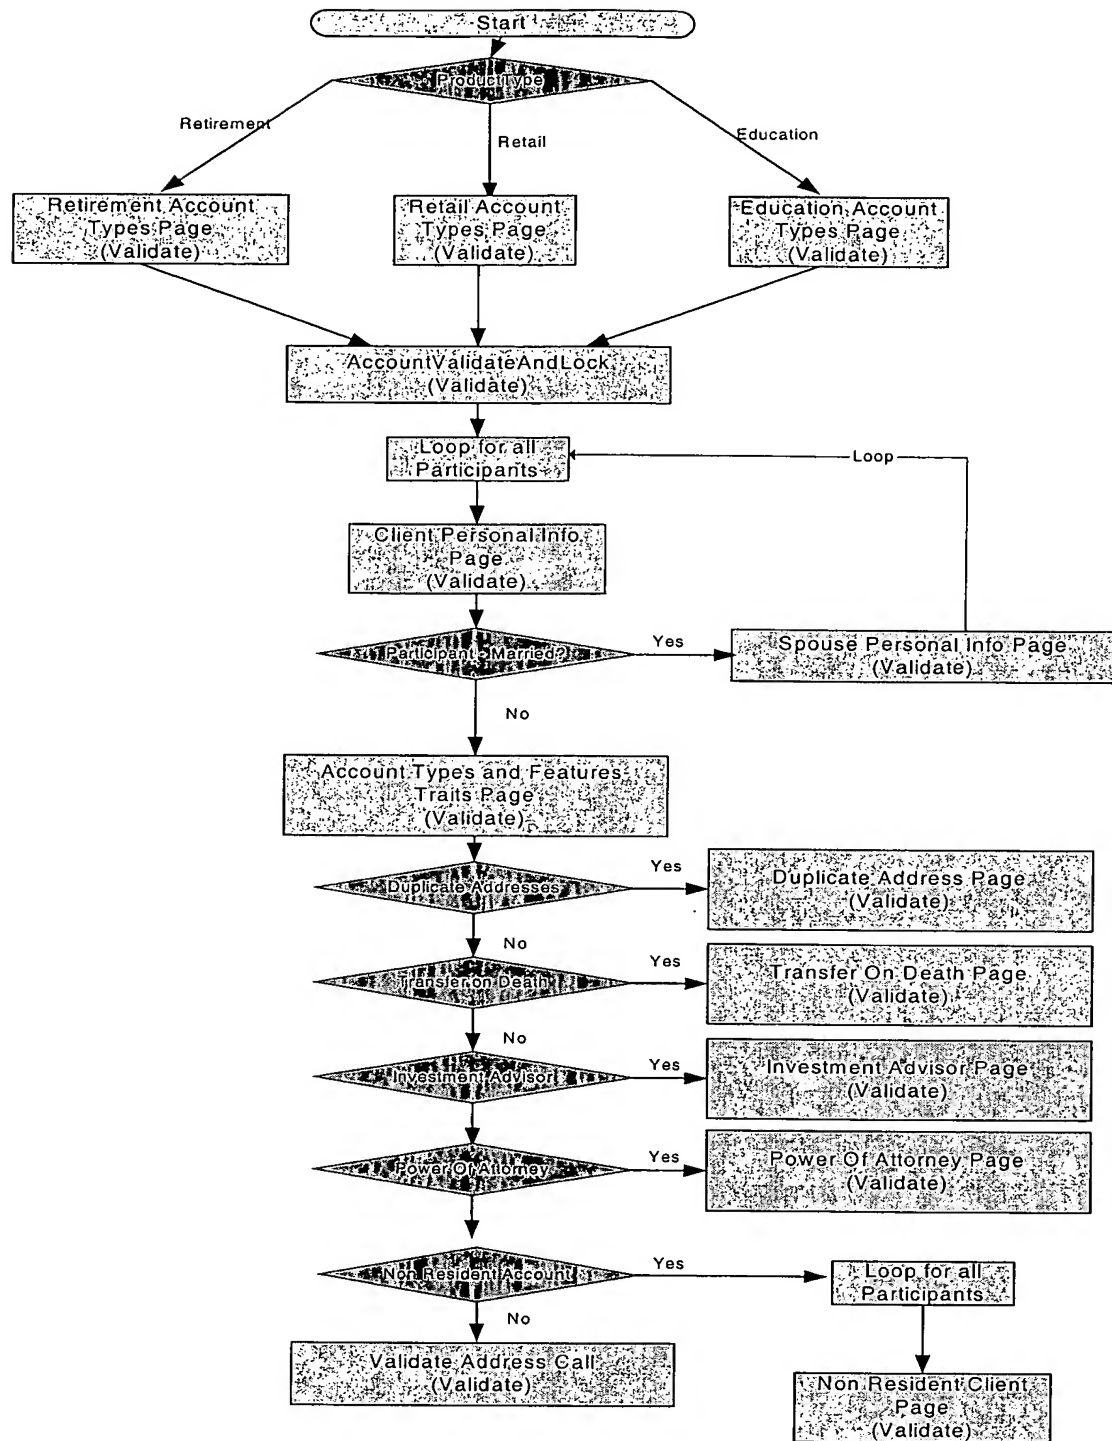 Start
ProductType
Retirement
Retail
Education
Retirement Account
Types Page
(Validate)
Retail Account
Types Page
(Validate)
Education Account
Types Page
(Validate)
AccountValidateAndLock
(Validate)
Loop for all
Participants
Loop
Client Personal Info
Page
(Validate)
Participant - Married?
Yes
Spouse Personal Info Page
(Validate)
No
Account Types and Features
Traits Page
(Validate)
Duplicate Addresses
Yes
Duplicate Address Page
(Validate)
No
Transfer on Death
Yes
Transfer On Death Page
(Validate)
No
Investment Advisor
Yes
Investment Advisor Page
(Validate)
Power Of Attorney
Yes
Power Of Attorney Page
(Validate)
Non Resident Account
Yes
Loop for all
Participants
No
Validate Address Call
(Validate)
Non Resident Client
Page
(Validate)